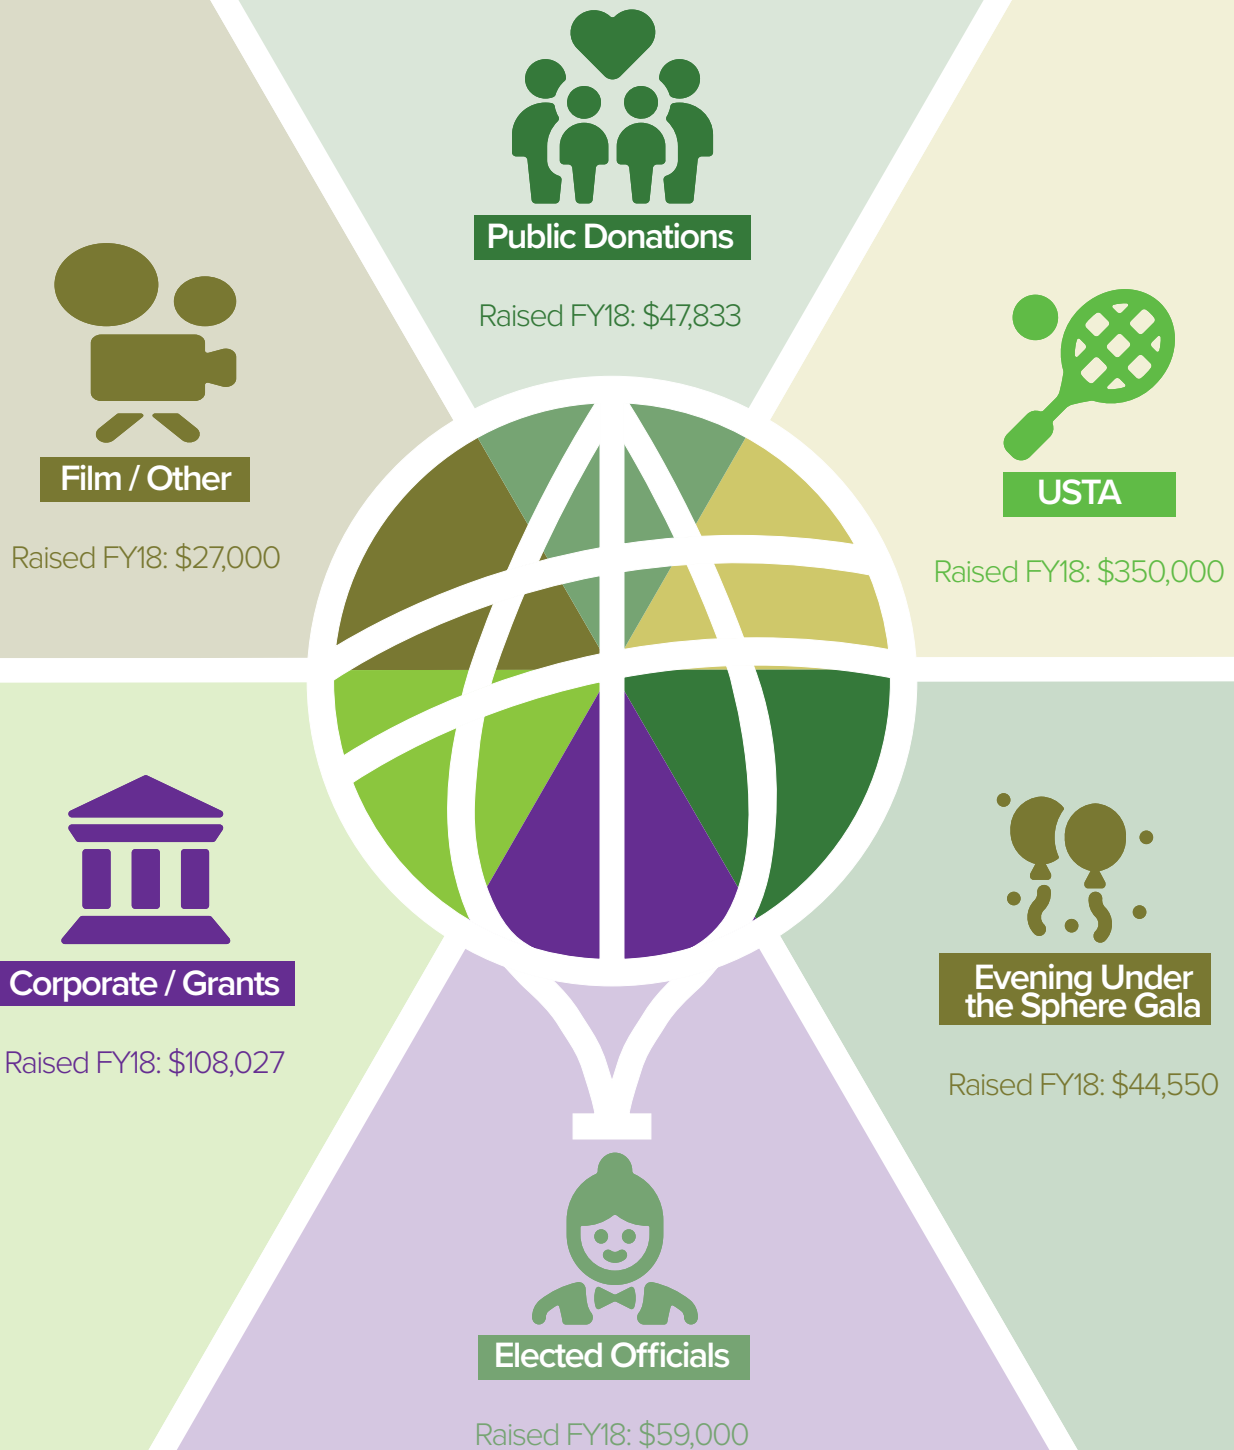 Public Donations
Raised FY18: $47,833
Film / Other
Raised FY18: $27,000
USTA
Raised FY18: $350,000
Corporate / Grants
Raised FY18: $108,027
Evening Under
the Sphere Gala
Raised FY18: $44,550
Elected Officials
Raised FY18: $59,000